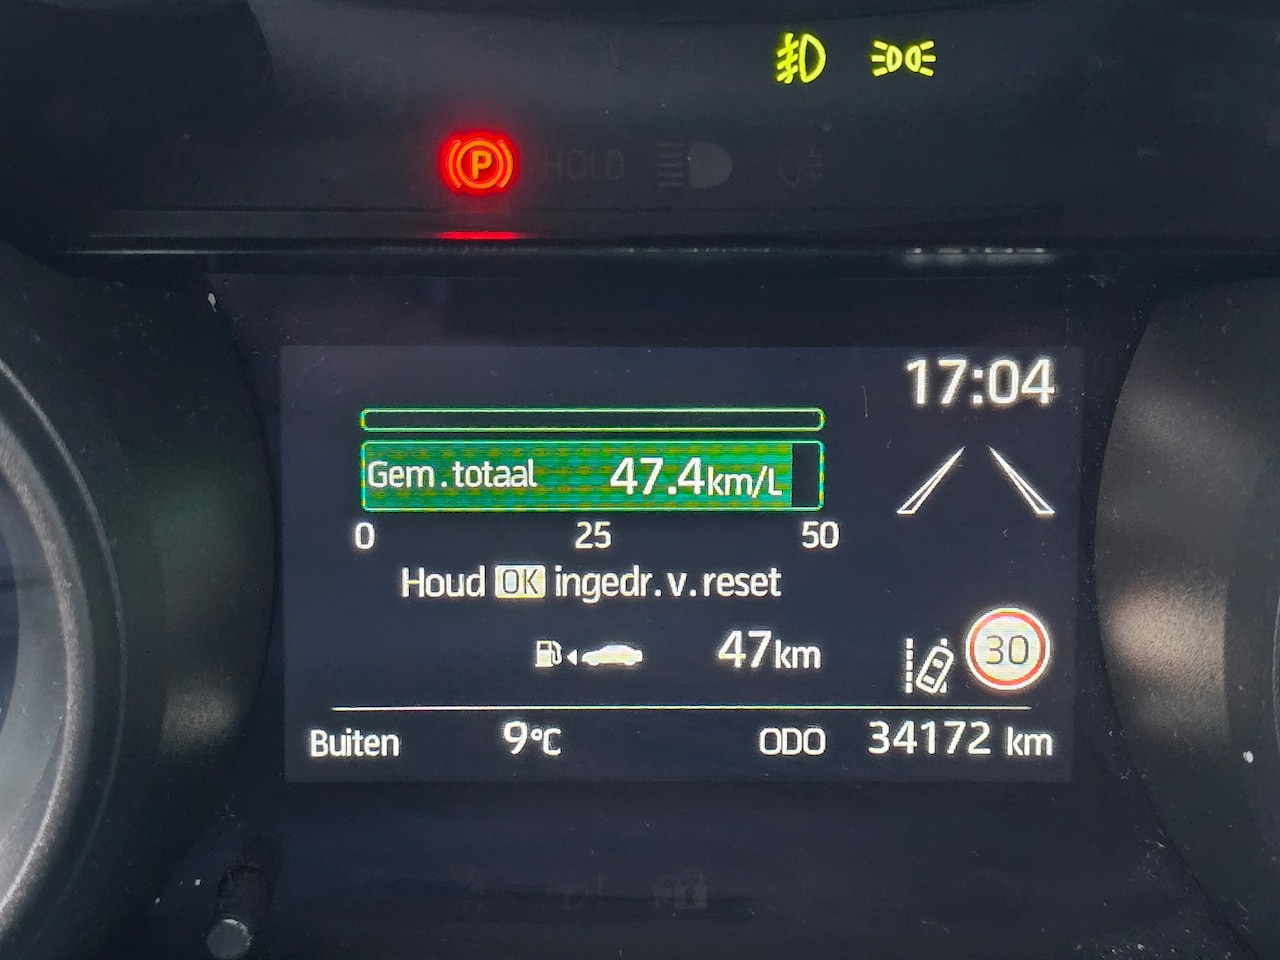 P
HOLD
17:04
Gem.totaal 47.4km/L
0 25 50
Houd OK ingedr.v.reset
47km
30
Buiten 9°C ODO 34172 km